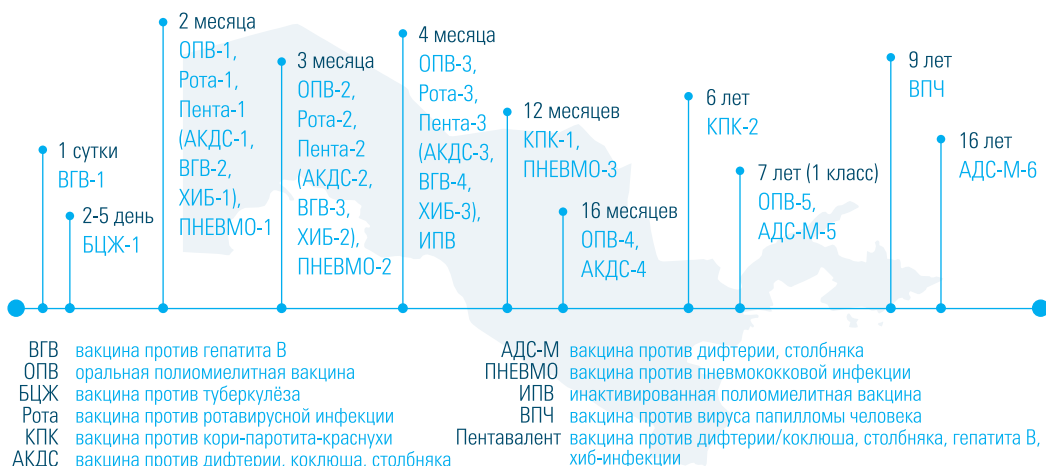 1 сутки
ВГВ-1
2-5 день
БЦЖ-1
2 месяца
ОПВ-1,
Рота-1,
Пента-1
(АКДС-1,
ВГВ-2,
ХИБ-1),
ПНЕВМО-1
3 месяца
ОПВ-2,
Рота-2,
Пента-2
(АКДС-2,
ВГВ-3,
ХИБ-2),
ПНЕВМО-2
4 месяца
ОПВ-3,
Рота-3,
Пента-3
(АКДС-3,
ВГВ-4,
ХИБ-3),
ИПВ
12 месяцев
КПК-1,
ПНЕВМО-3
16 месяцев
ОПВ-4,
АКДС-4
6 лет
КПК-2
7 лет (1 класс)
ОПВ-5,
АДС-М-5
9 лет
ВПЧ
16 лет
АДС-М-6
ВГВ вакцина против гепатита В
ОПВ оральная полиомиелитная вакцина
БЦЖ вакцина против туберкулёза
Рота вакцина против ротавирусной инфекции
КПК вакцина против кори-паротита-краснухи
АКДС вакцина против дифтерии, коклюша, столбняка
АДС-М вакцина против дифтерии, столбняка
ПНЕВМО вакцина против пневмококковой инфекции
ИПВ инактивированная полиомиелитная вакцина
ВПЧ вакцина против вируса папилломы человека
Пентавалент вакцина против дифтерии/коклюша, столбняка, гепатита В,
хиб-инфекции